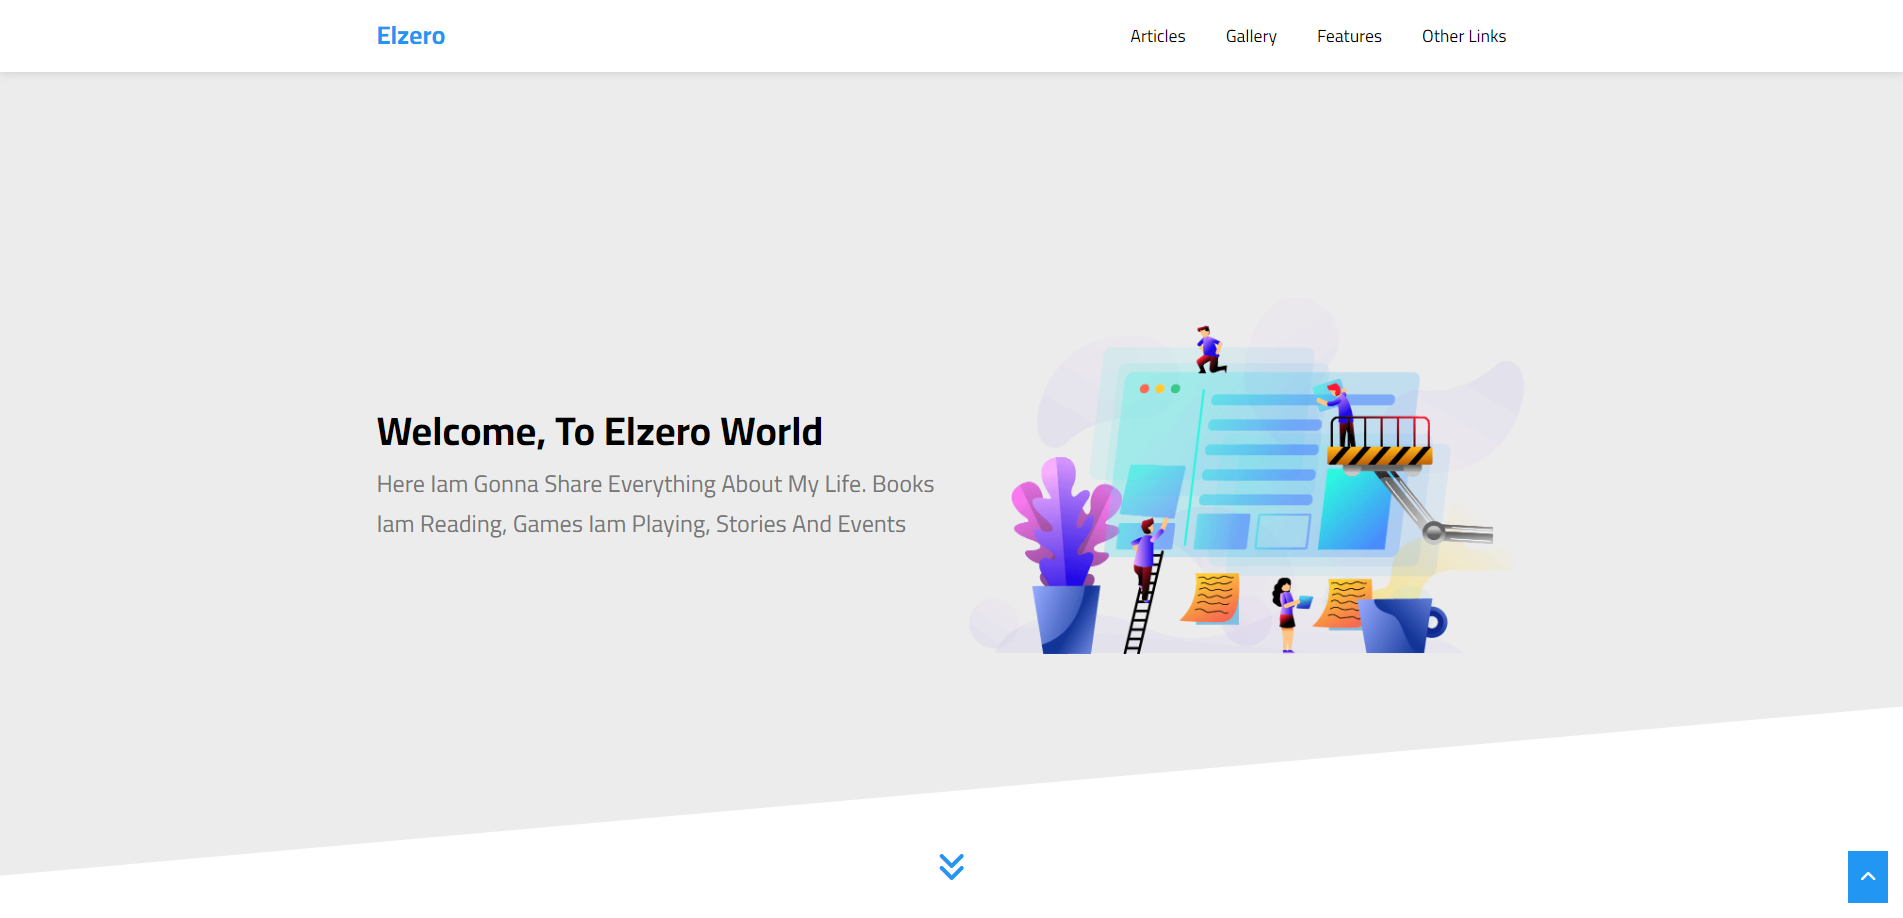 Elzero
Articles
Gallery
Features
Other Links
Welcome, To Elzero World
Here Iam Gonna Share Everything About My Life. Books
Iam Reading, Games Iam Playing, Stories And Events